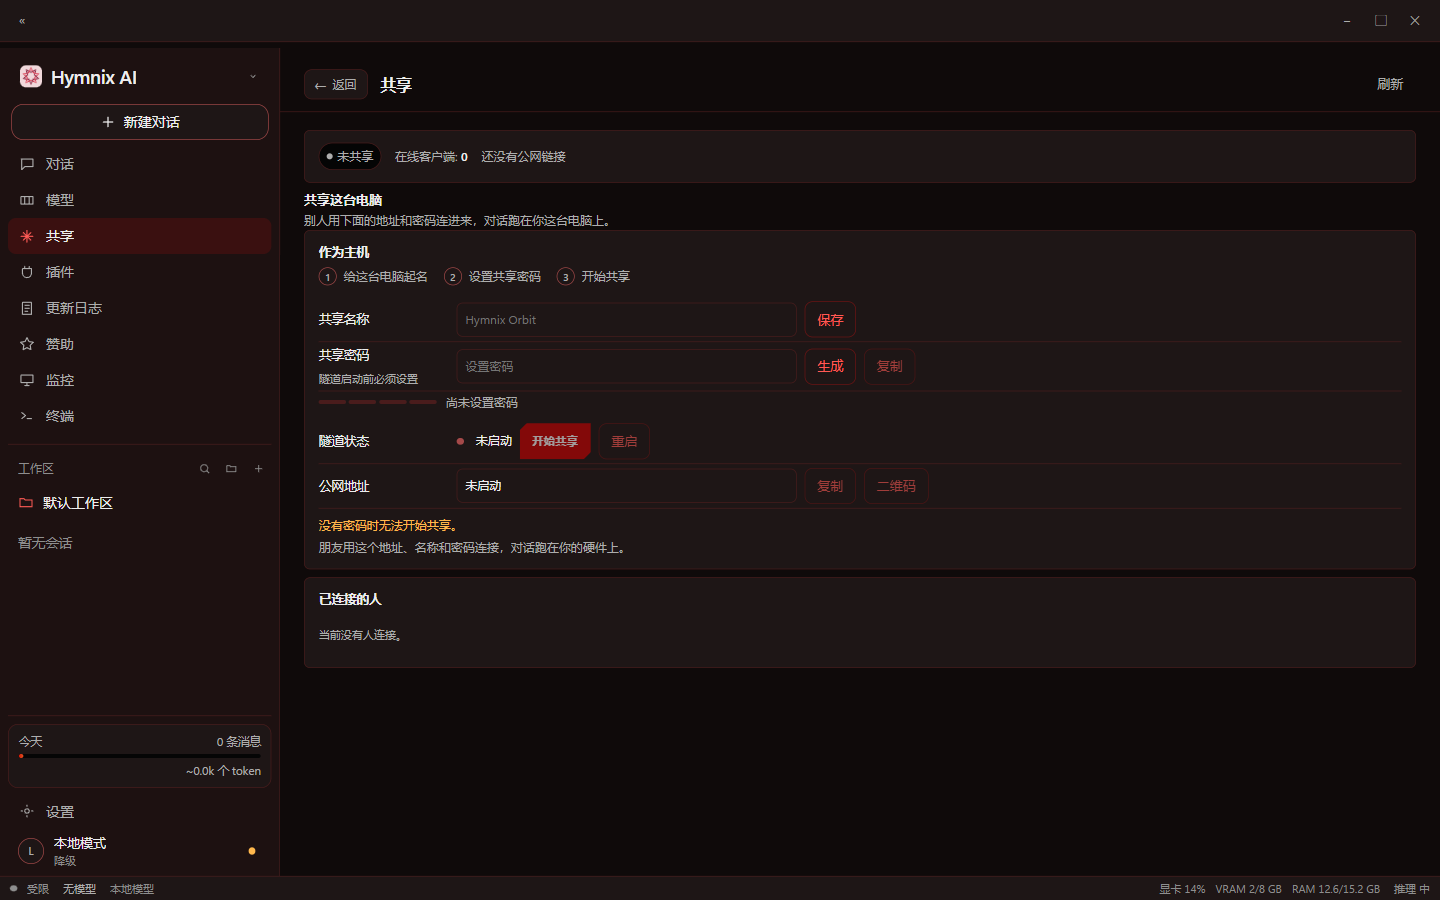 «
Hymnix AI
新建对话
对话
模型
共享
插件
更新日志
赞助
监控
终端
工作区
默认工作区
暂无会话
今天 0 条消息
~0.0k 个 token
设置
L 本地模式
降级
← 返回 共享 刷新
未共享 在线客户端: 0 还没有公网链接
共享这台电脑
别人用下面的地址和密码连进来，对话跑在你这台电脑上。
作为主机
1 给这台电脑起名 2 设置共享密码 3 开始共享
共享名称 Hymnix Orbit 保存
共享密码 设置密码 生成 复制
隧道启动前必须设置
尚未设置密码
隧道状态 未启动 开始共享 重启
公网地址 未启动 复制 二维码
没有密码时无法开始共享。
朋友用这个地址、名称和密码连接，对话跑在你的硬件上。
已连接的人
当前没有人连接。
受限 无模型 本地模型 显卡 14% VRAM 2/8 GB RAM 12.6/15.2 GB 推理 中